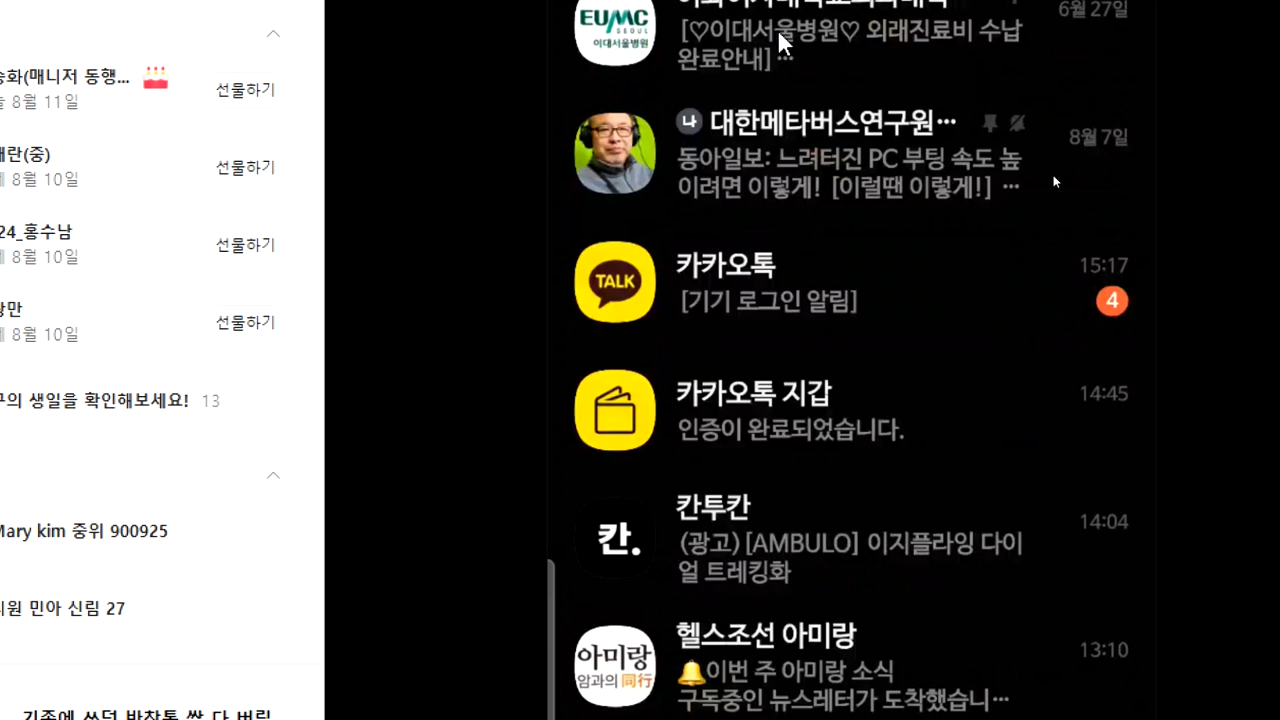 (매니저 동행...
8월 11일
선물하기
란(중)
8월 10일
선물하기
24_홍수남
8월 10일
선물하기
만
8월 10일
선물하기
의 생일을 확인해보세요! 13
Mary kim 중위 900925
원 민아 신림 27
EUMC
SEOUL
이대서울병원
6월 27일
[♡이대서울병원♡ 외래진료비 수납
완료안내] ···
나 대한메타버스연구원···
8월 7일
동아일보: 느려터진 PC 부팅 속도 높
이려면 이렇게! [이럴땐 이렇게!] ···
TALK
카카오톡
15:17
[기기 로그인 알림]
4
카카오톡 지갑
14:45
인증이 완료되었습니다.
칸.
칸투칸
14:04
(광고) [AMBULO] 이지플라잉 다이
얼 트레킹화
아미랑
암과의 同行
헬스조선 아미랑
13:10
이번 주 아미랑 소식
구독중인 뉴스레터가 도착했습니···